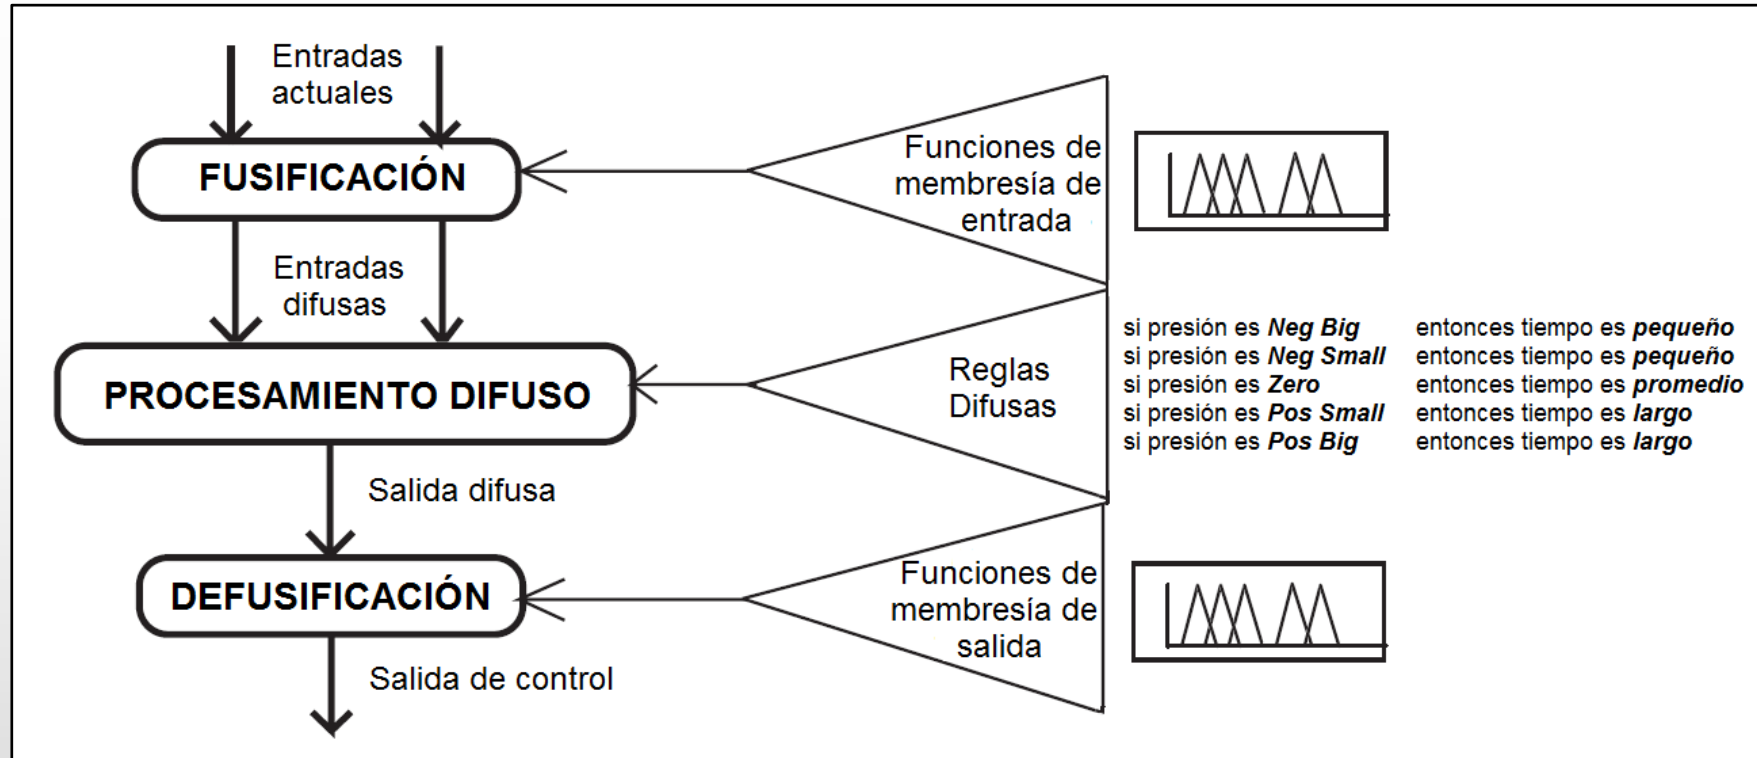 Entradas
actuales
FUSIFICACIÓN
Funciones de
membresía de
entrada
Entradas
difusas
PROCESAMIENTO DIFUSO
Reglas
Difusas
si presión es Neg Big entonces tiempo es pequeño
si presión es Neg Small entonces tiempo es pequeño
si presión es Zero entonces tiempo es promedio
si presión es Pos Small entonces tiempo es largo
si presión es Pos Big entonces tiempo es largo
Salida difusa
DEFUSIFICACIÓN
Funciones de
membresía de
salida
Salida de control